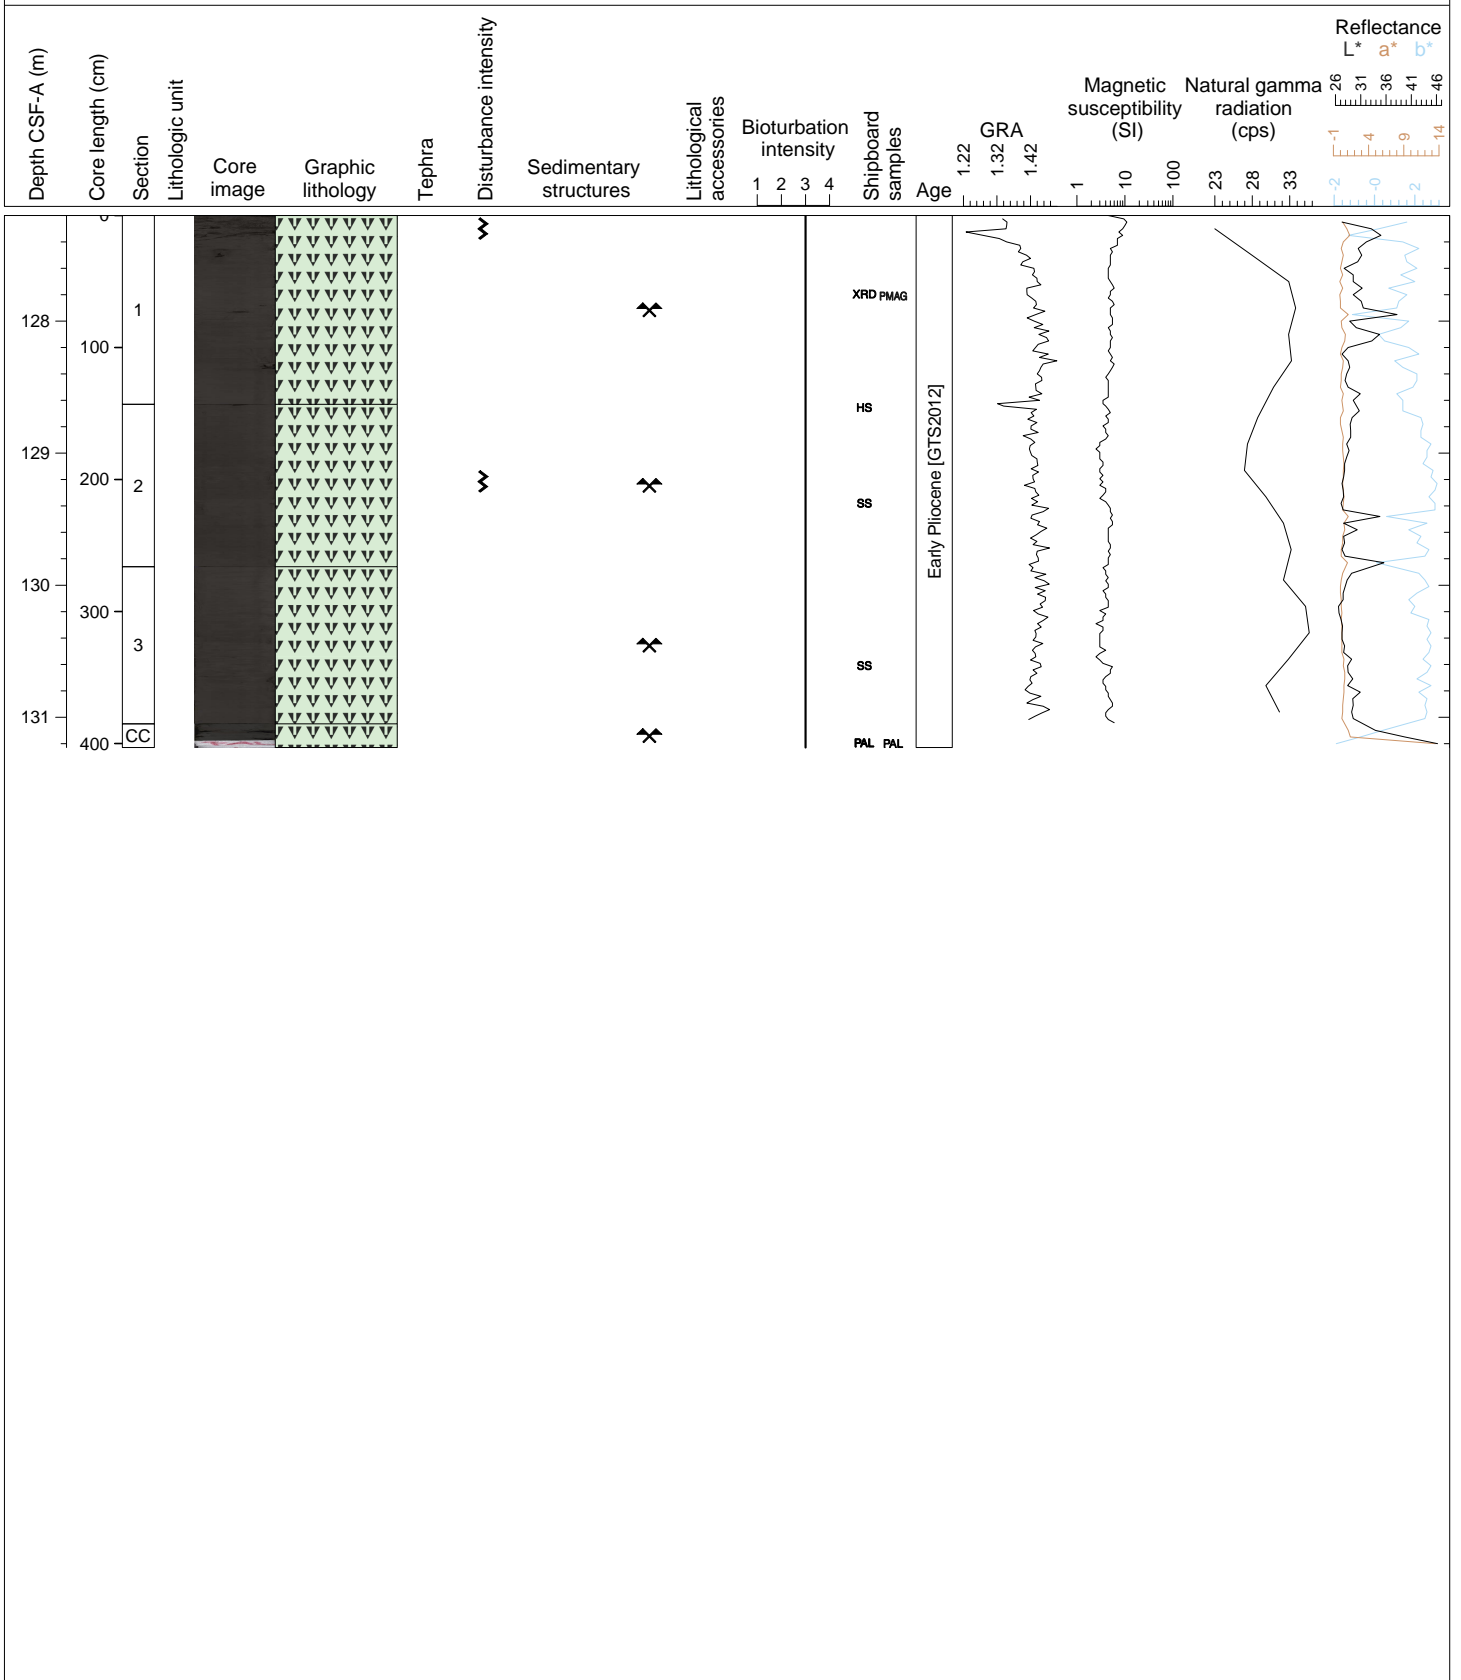 Depth CSF-A (m)
Core length (cm)
Section
Lithologic unit
Core
image
Graphic
lithology
Tephra
Disturbance intensity
Sedimentary
structures
Lithological
accessories
Bioturbation
intensity
1 2 3 4
Shipboard
samples
Age
GRA
1.22 1.32 1.42
Magnetic
susceptibility
(SI)
1 10 100
Natural gamma
radiation
(cps)
23 28 33
Reflectance
L* a* b*
26 31 36 41 46
-1 4 9 14
-2 -0 2
0
1
XRD PMAG
128
100
HS
129
200
2
SS
Early Pliocene [GTS2012]
130
300
3
SS
131
CC
400
PAL PAL